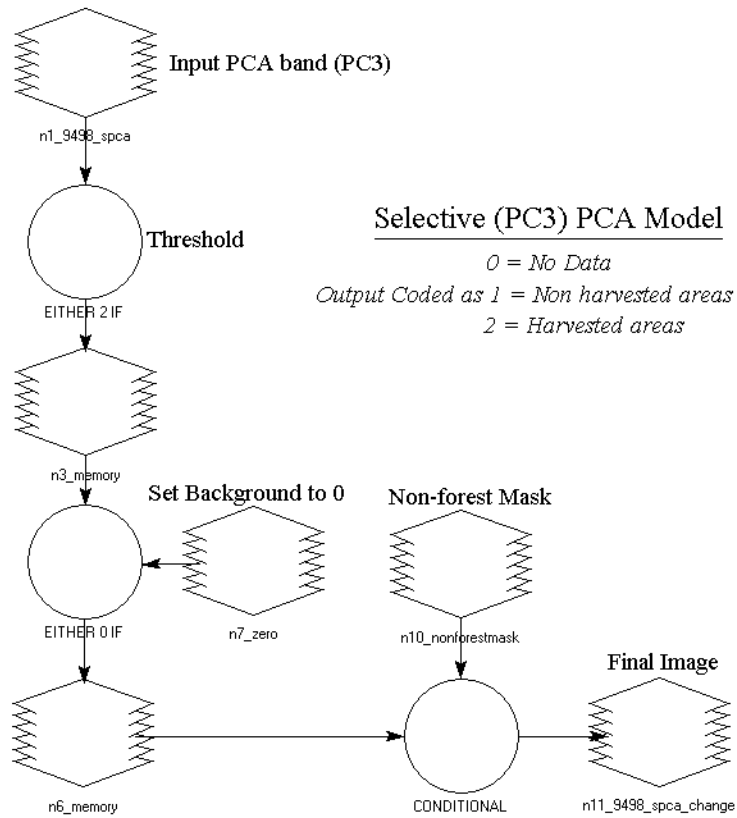 Input PCA band (PC3)
n1_9498_spca
Threshold
EITHER 2 IF
Selective (PC3) PCA Model
0 = No Data
Output Coded as 1 = Non harvested areas
2 = Harvested areas
n3_memory
Set Background to 0
Non-forest Mask
EITHER 0 IF
n7_zero
n10_nonforestmask
Final Image
n6_memory
CONDITIONAL
n11_9498_spca_change